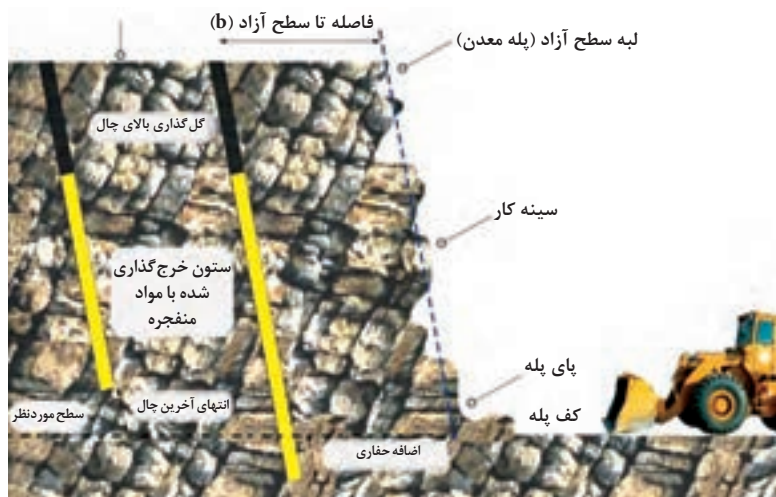 فاصله تا سطح آزاد (b)
لبه سطح آزاد (پله معدن)
گل‌گذاری بالای چال
سینه کار
ستون خرج‌گذاری
شده با مواد
منفجره
پای پله
انتهای آخرین چال
سطح موردنظر
کف پله
اضافه حفاری